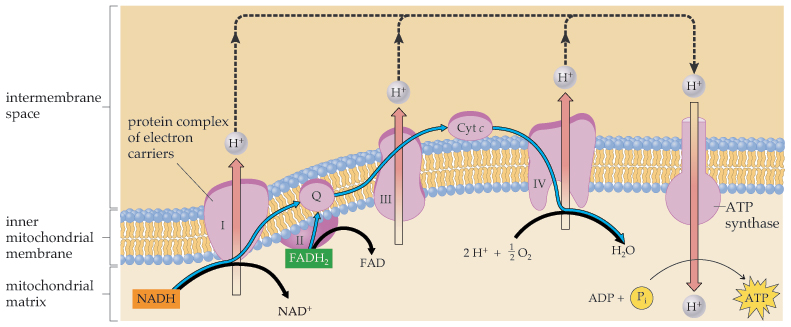 intermembrane
space
protein complex
of electron
carriers
inner
mitochondrial
membrane
mitochondrial
matrix
H⁺
H⁺
H⁺
H⁺
H⁺
I
Q
II
III
Cyt c
IV
NADH
NAD⁺
FADH₂
FAD
2 H⁺ + ½ O₂
H₂O
ATP
synthase
ADP + Pᵢ
ATP